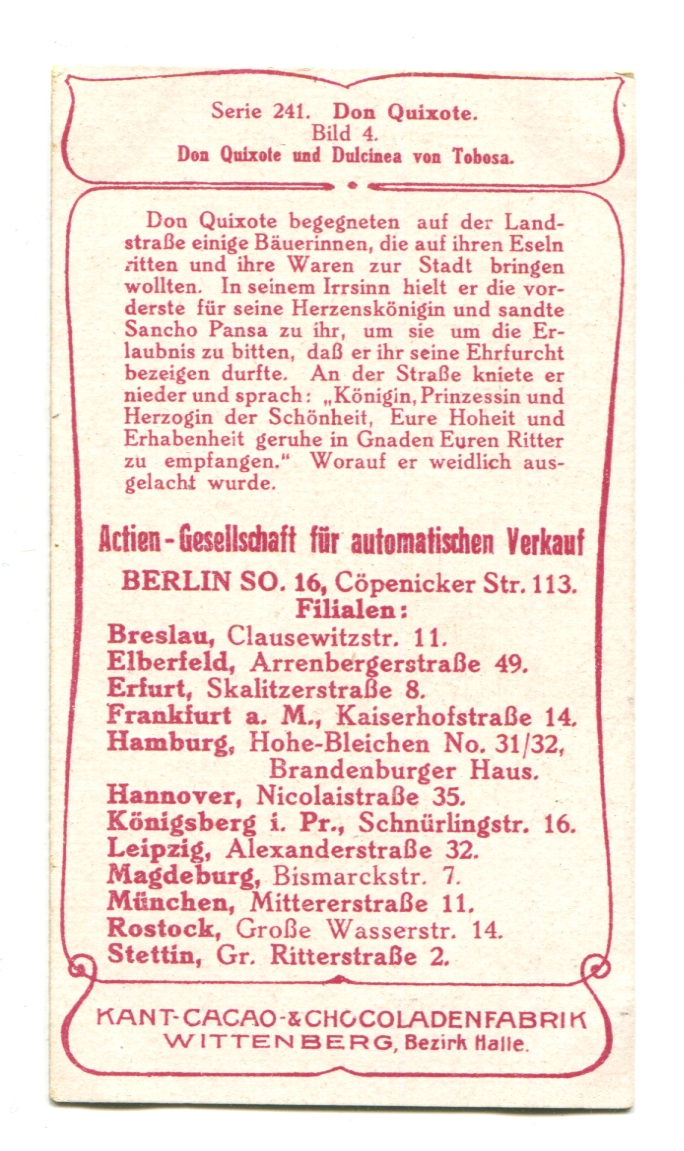 Serie 241. Don Quixote.
Bild 4.
Don Quixote und Dulcinea von Tobosa.
Don Quixote begegneten auf der Land-
straße einige Bäuerinnen, die auf ihren Eseln
ritten und ihre Waren zur Stadt bringen
wollten. In seinem Irrsinn hielt er die vor-
derste für seine Herzenskönigin und sandte
Sancho Pansa zu ihr, um sie um die Er-
laubnis zu bitten, daß er ihr seine Ehrfurcht
bezeigen durfte. An der Straße kniete er
nieder und sprach: „Königin, Prinzessin und
Herzogin der Schönheit, Eure Hoheit und
Erhabenheit geruhe in Gnaden Euren Ritter
zu empfangen.“ Worauf er weidlich aus-
gelacht wurde.
Actien-Gesellschaft für automatischen Verkauf
BERLIN SO. 16, Cöpenicker Str. 113.
Filialen:
Breslau, Clausewitzstr. 11.
Elberfeld, Arrenbergerstraße 49.
Erfurt, Skalitzerstraße 8.
Frankfurt a. M., Kaiserhofstraße 14.
Hamburg, Hohe-Bleichen No. 31/32,
Brandenburger Haus.
Hannover, Nicolaistraße 35.
Königsberg i. Pr., Schnürlingstr. 16.
Leipzig, Alexanderstraße 32.
Magdeburg, Bismarckstr. 7.
München, Mittererstraße 11.
Rostock, Große Wasserstr. 14.
Stettin, Gr. Ritterstraße 2.
KANT-CACAO-&CHOCOLADENFABRIK
WITTENBERG, Bezirk Halle.